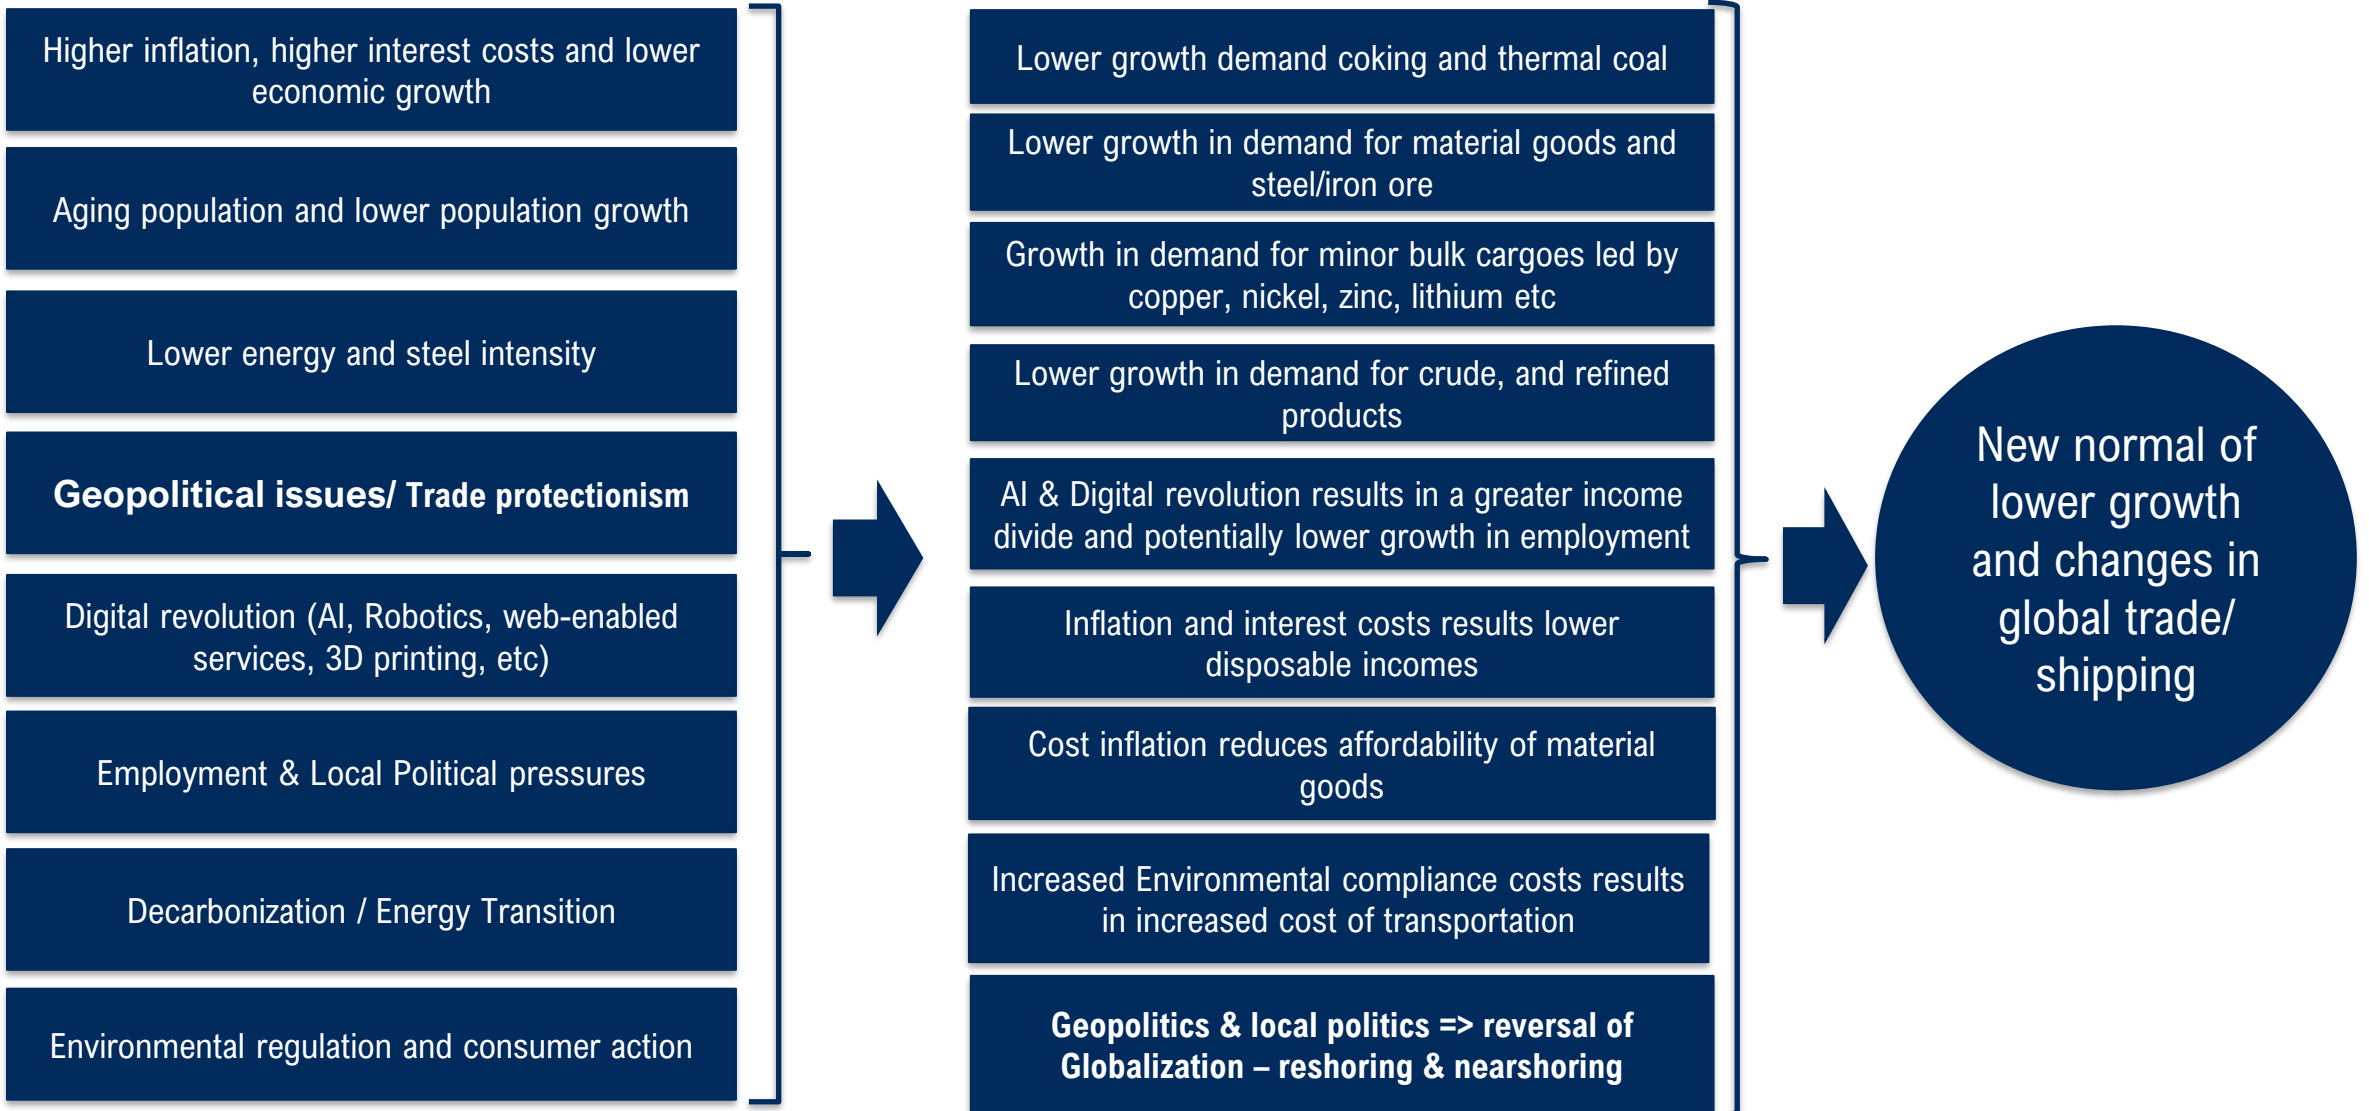 Higher inflation, higher interest costs and lower
economic growth
Aging population and lower population growth
Lower energy and steel intensity
Geopolitical issues/ Trade protectionism
Digital revolution (AI, Robotics, web-enabled
services, 3D printing, etc)
Employment & Local Political pressures
Decarbonization / Energy Transition
Environmental regulation and consumer action
Lower growth demand coking and thermal coal
Lower growth in demand for material goods and
steel/iron ore
Growth in demand for minor bulk cargoes led by
copper, nickel, zinc, lithium etc
Lower growth in demand for crude, and refined
products
AI & Digital revolution results in a greater income
divide and potentially lower growth in employment
Inflation and interest costs results lower
disposable incomes
Cost inflation reduces affordability of material
goods
Increased Environmental compliance costs results
in increased cost of transportation
Geopolitics & local politics => reversal of
Globalization – reshoring & nearshoring
New normal of
lower growth
and changes in
global trade/
shipping